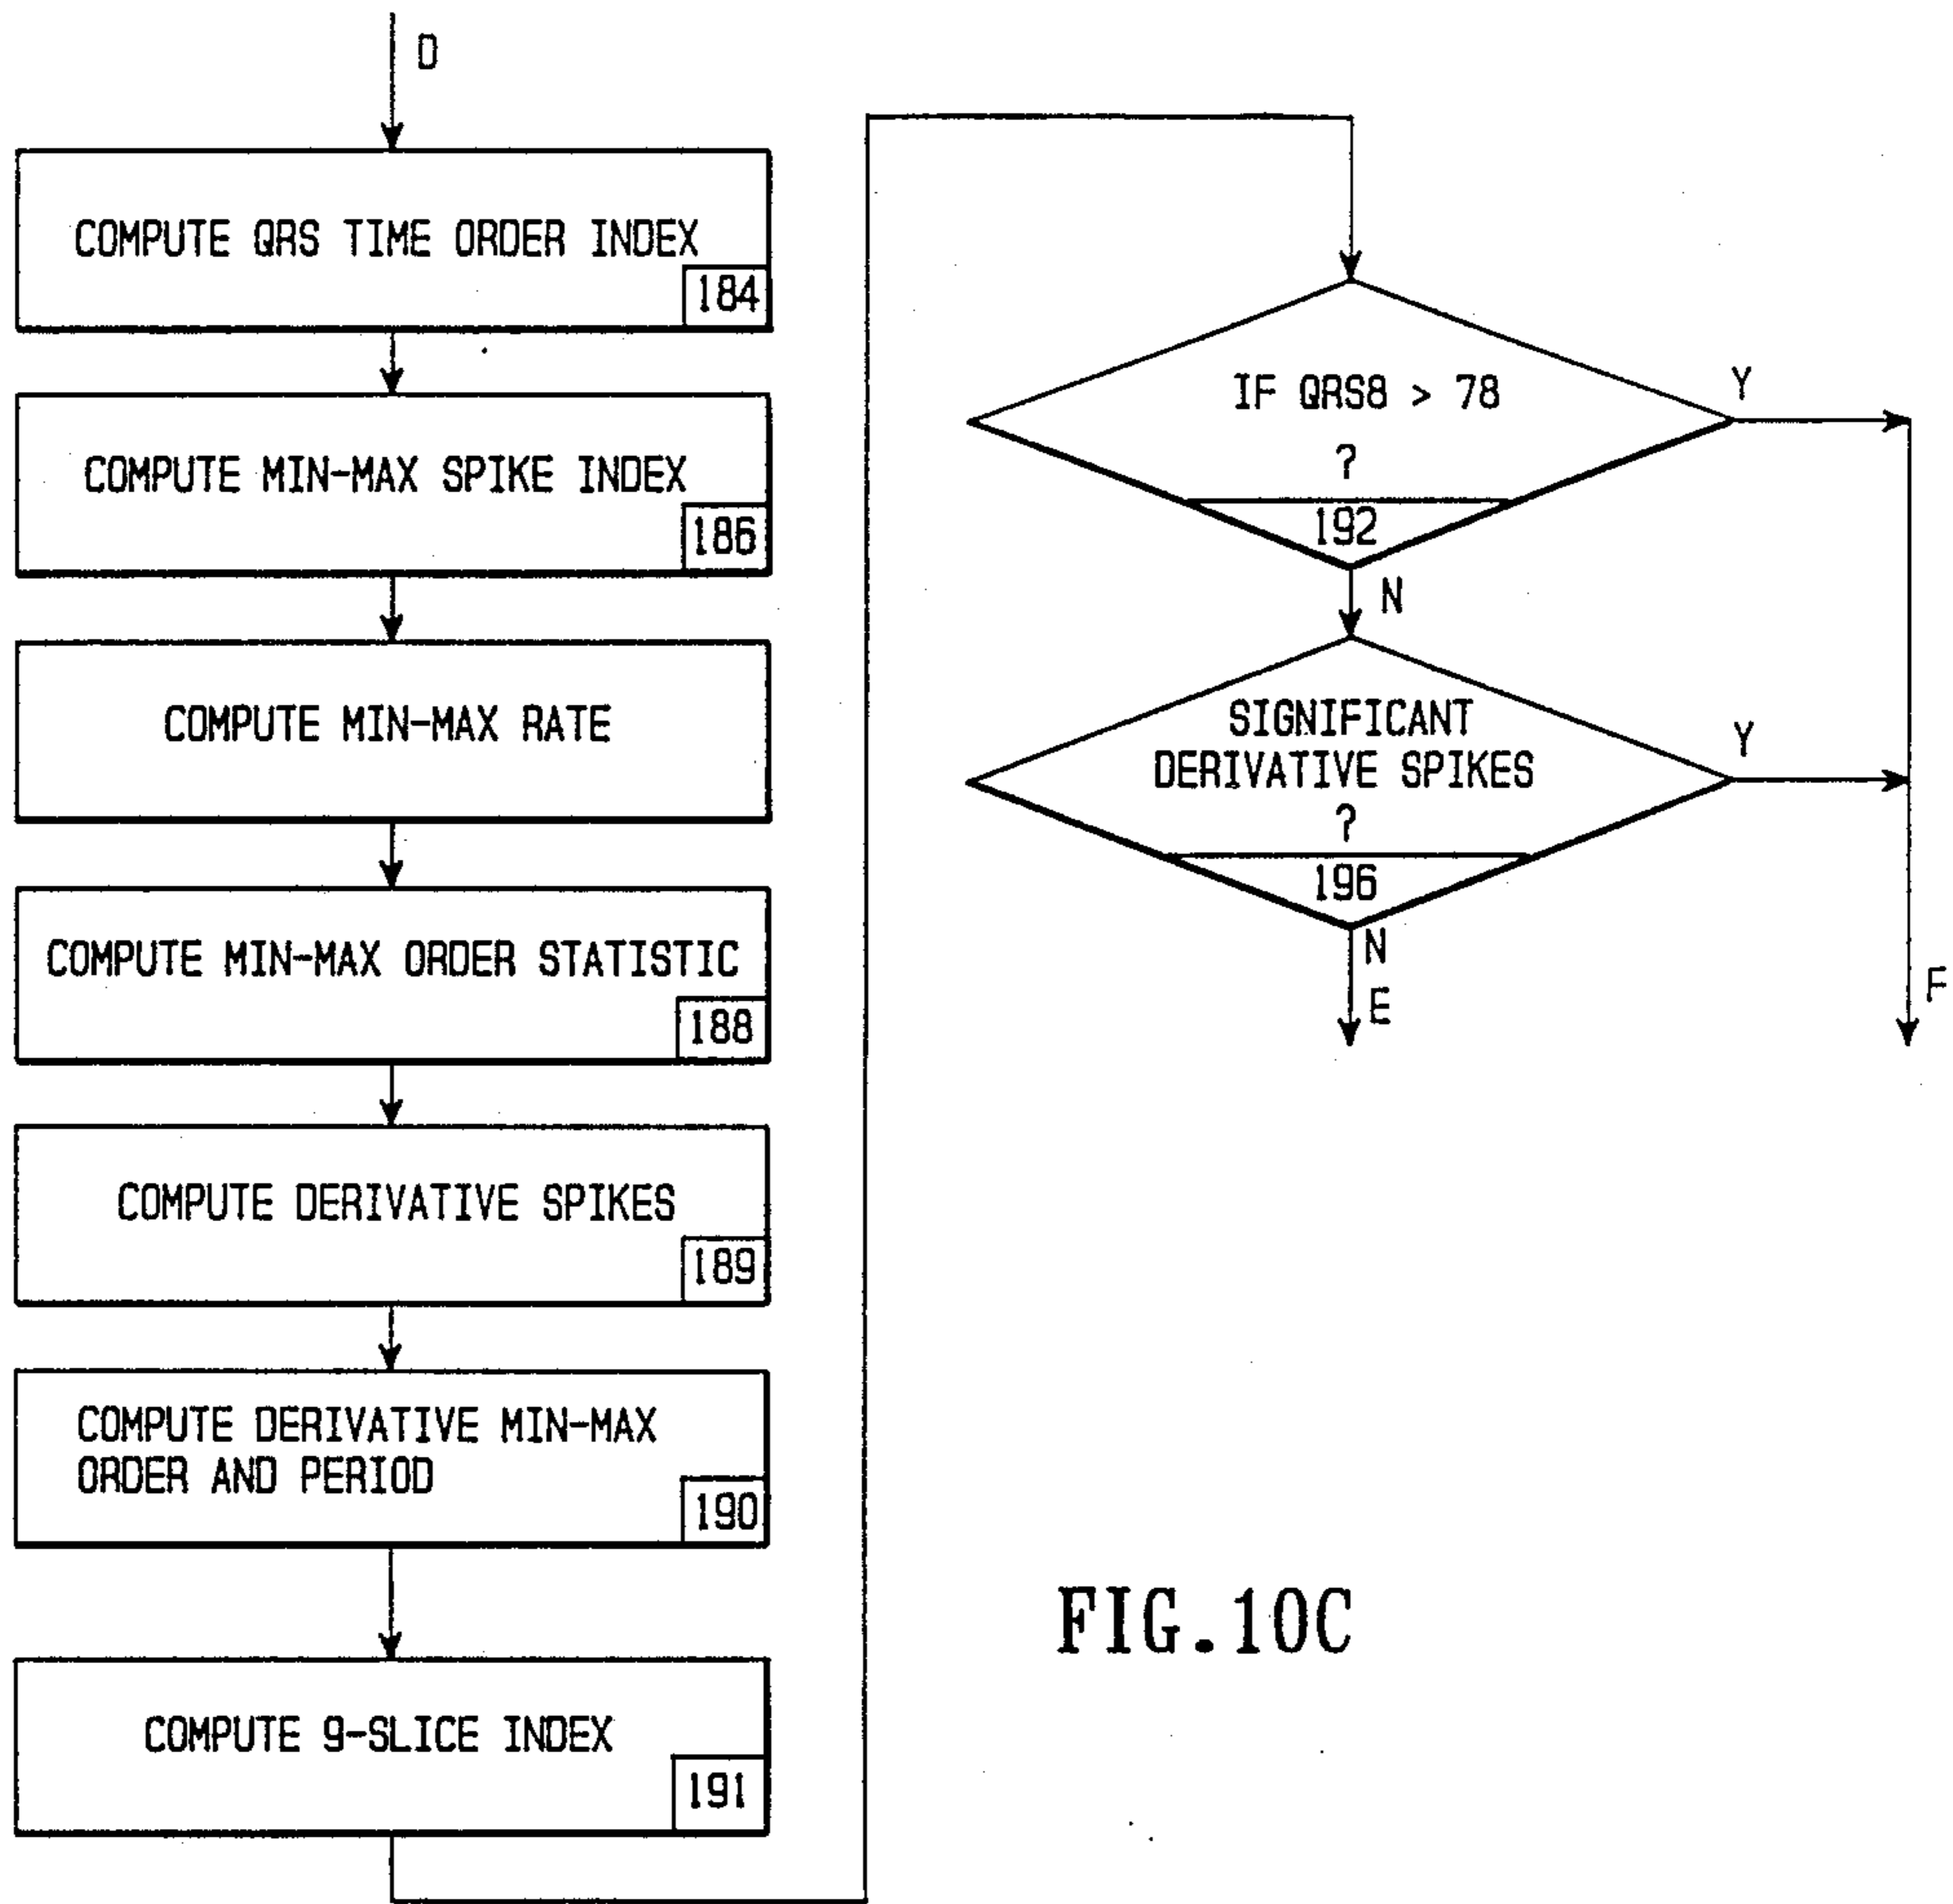 D
COMPUTE QRS TIME ORDER INDEX
184
COMPUTE MIN-MAX SPIKE INDEX
186
COMPUTE MIN-MAX RATE
COMPUTE MIN-MAX ORDER STATISTIC
188
COMPUTE DERIVATIVE SPIKES
189
COMPUTE DERIVATIVE MIN-MAX
ORDER AND PERIOD
190
COMPUTE 9-SLICE INDEX
191
IF QRS8 > 78
?
192
Y
N
SIGNIFICANT
DERIVATIVE SPIKES
?
196
Y
N
E
F
FIG.10C